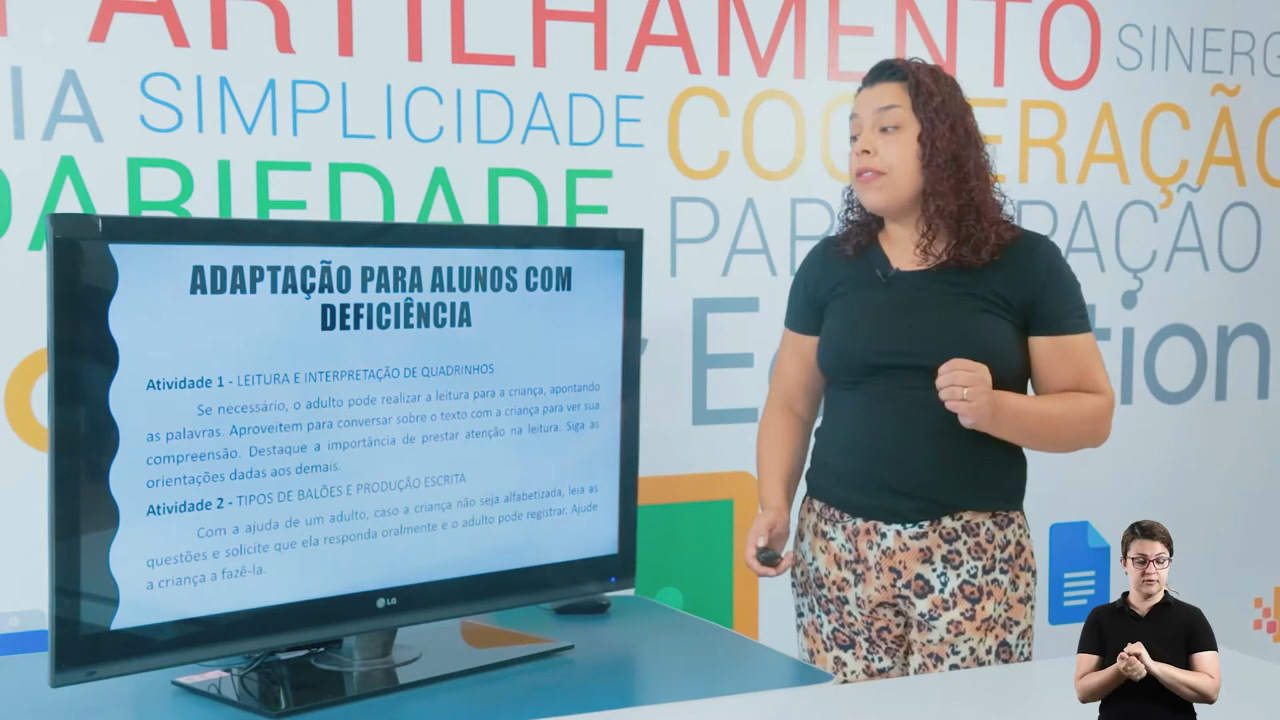 PARTILHAMENTO
SINERG
IA
SIMPLICIDADE
COOPERAÇÃO
DARIEDADE
PAR PAÇÃO
E tion
ADAPTAÇÃO PARA ALUNOS COM
DEFICIÊNCIA
Atividade 1 - LEITURA E INTERPRETAÇÃO DE QUADRINHOS
Se necessário, o adulto pode realizar a leitura para a criança, apontando
as palavras. Aproveitem para conversar sobre o texto com a criança para ver sua
compreensão. Destaque a importância de prestar atenção na leitura. Siga as
orientações dadas aos demais.
Atividade 2 - TIPOS DE BALÕES E PRODUÇÃO ESCRITA
Com a ajuda de um adulto, caso a criança não seja alfabetizada, leia as
questões e solicite que ela responda oralmente e o adulto pode registrar. Ajude
a criança a fazê-la.
LG